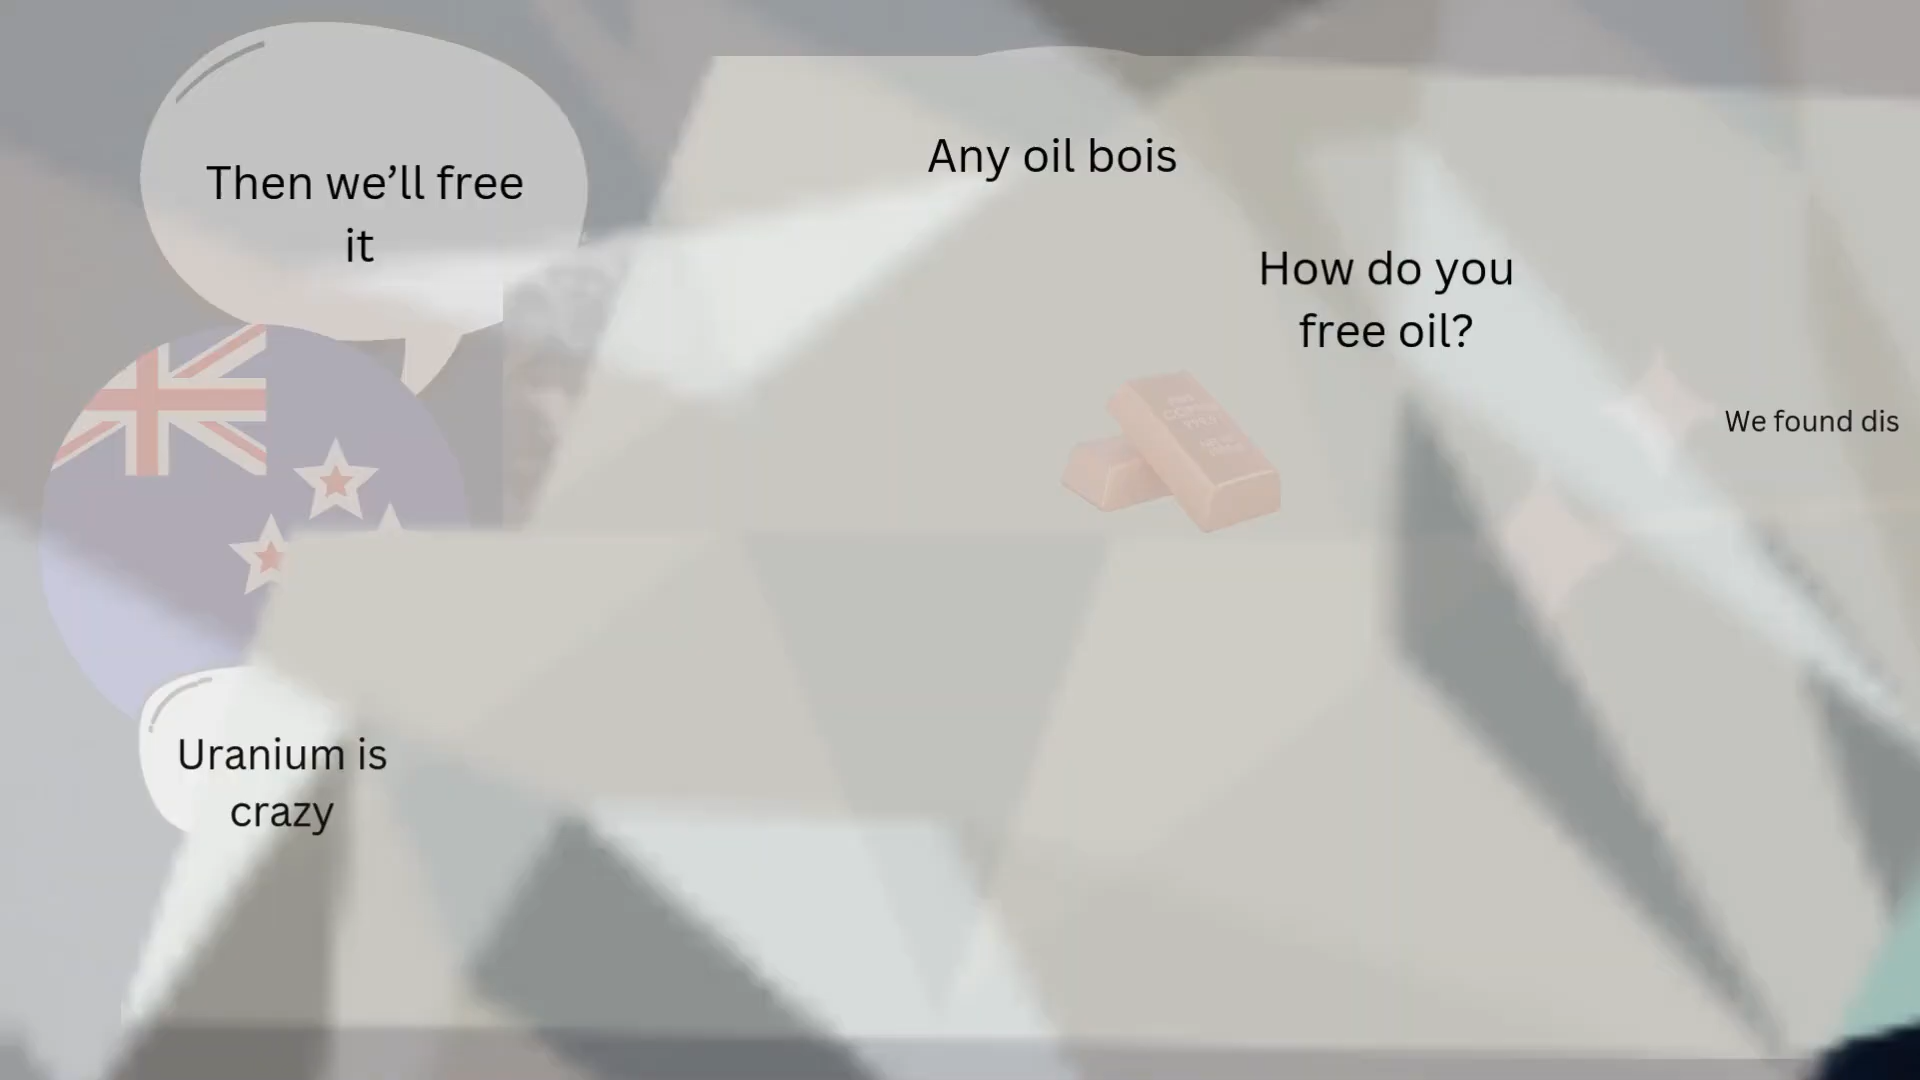 Then we’ll free
it
Any oil bois
How do you
free oil?
We found dis
Uranium is
crazy